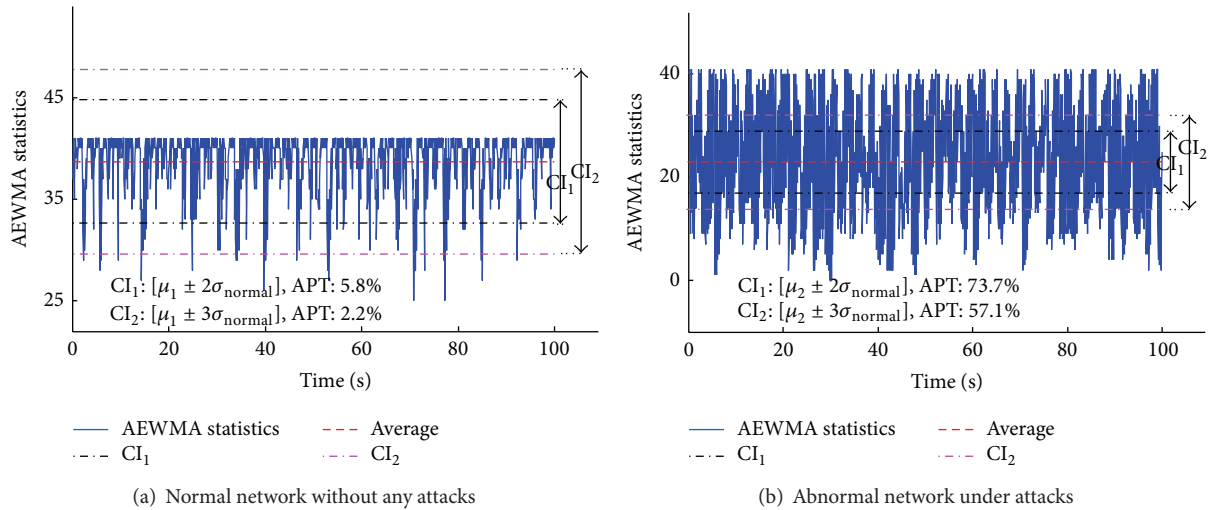 AEWMA statistics
45
35
25
CI₁
CI₂
CI₁: [μ₁ ± 2σnormal], APT: 5.8%
CI₂: [μ₁ ± 3σnormal], APT: 2.2%
0 20 40 60 80 100
Time (s)
AEWMA statistics
Average
CI₁
CI₂
(a) Normal network without any attacks
AEWMA statistics
40
20
0
CI₁
CI₂
CI₁: [μ₂ ± 2σnormal], APT: 73.7%
CI₂: [μ₂ ± 3σnormal], APT: 57.1%
0 20 40 60 80 100
Time (s)
AEWMA statistics
Average
CI₁
CI₂
(b) Abnormal network under attacks